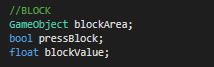 //BLOCK
GameObject blockArea;
bool pressBlock;
float blockValue;